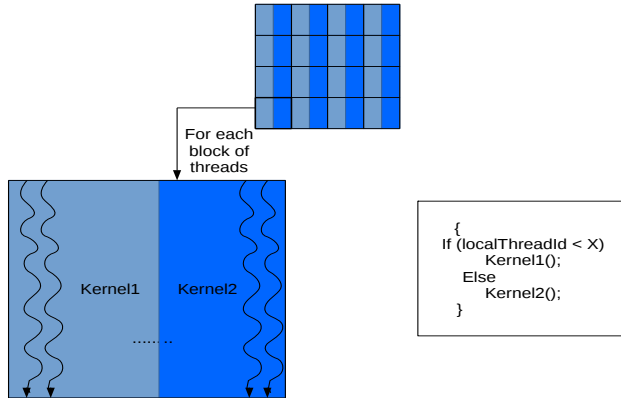 For each
block of
threads
Kernel1
Kernel2
........
{
If (localThreadId < X)
Kernel1();
Else
Kernel2();
}